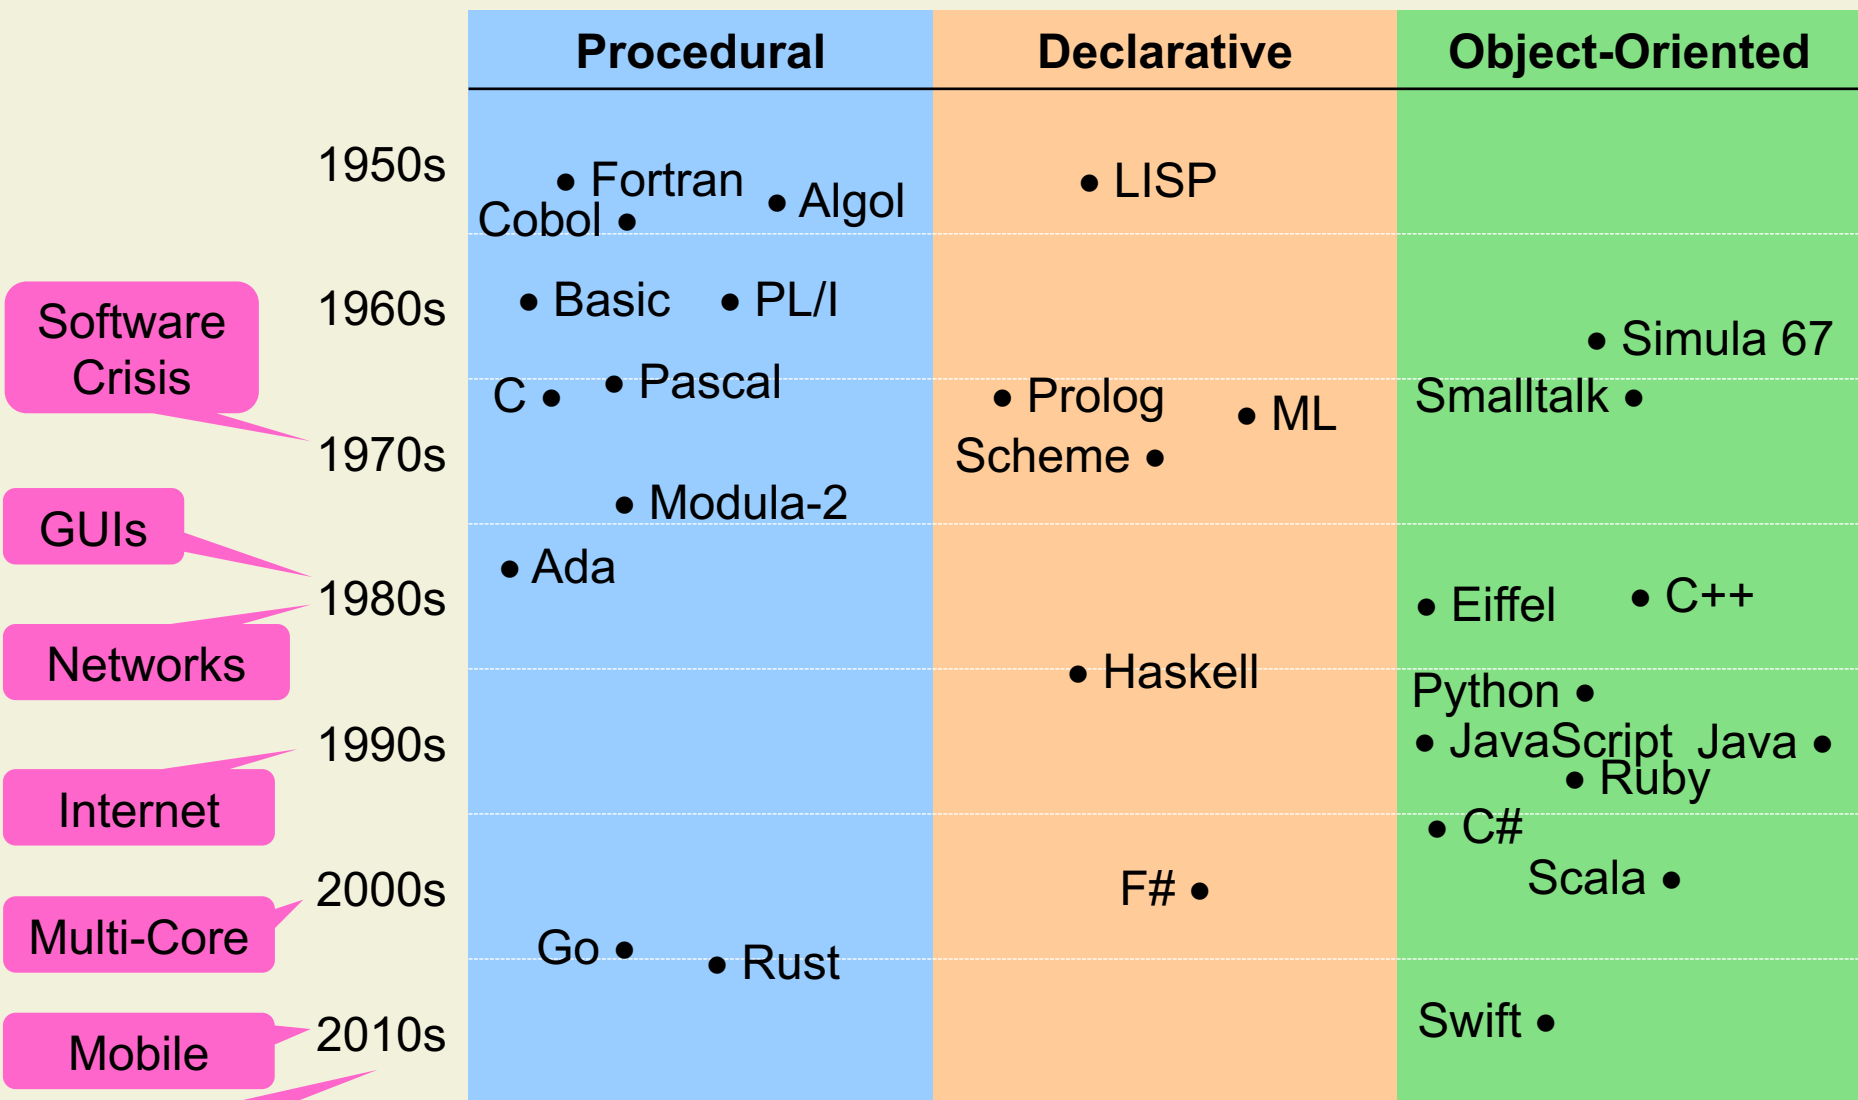 Procedural Declarative Object-Oriented
1950s
Fortran
LISP
Algol
Cobol
Software
Crisis
1960s
Basic
PL/I
Simula 67
C
Pascal
Prolog
ML
Smalltalk
1970s
Scheme
Modula-2
GUIs
Ada
1980s
Eiffel
C++
Networks
Haskell
Python
1990s
JavaScript
Java
Ruby
Internet
C#
2000s
F#
Scala
Multi-Core
Go
Rust
2010s
Swift
Mobile